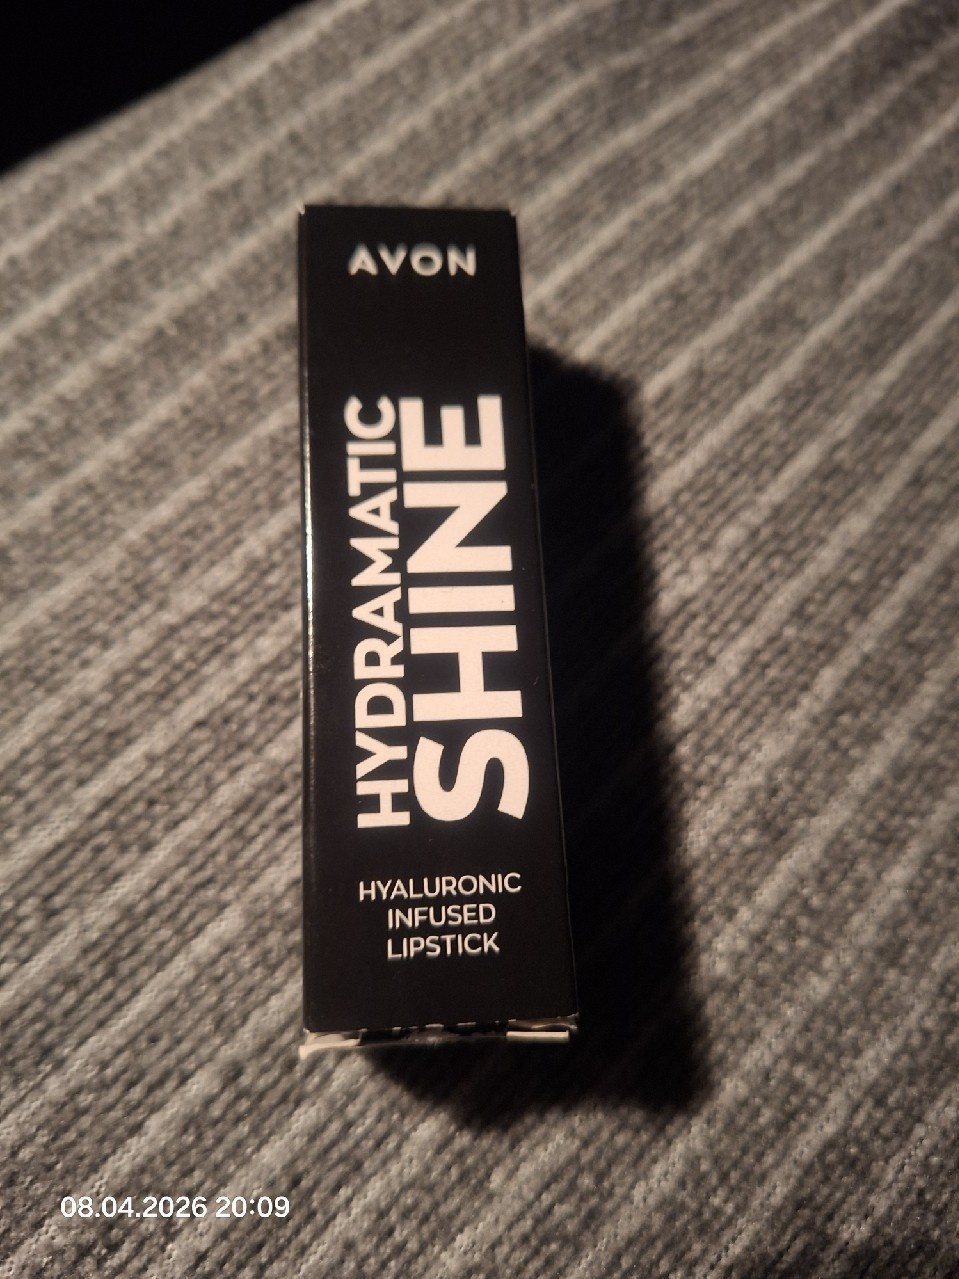 AVON
HYDRAMATIC
SHINE
HYALURONIC
INFUSED
LIPSTICK
08.04.2026 20:09